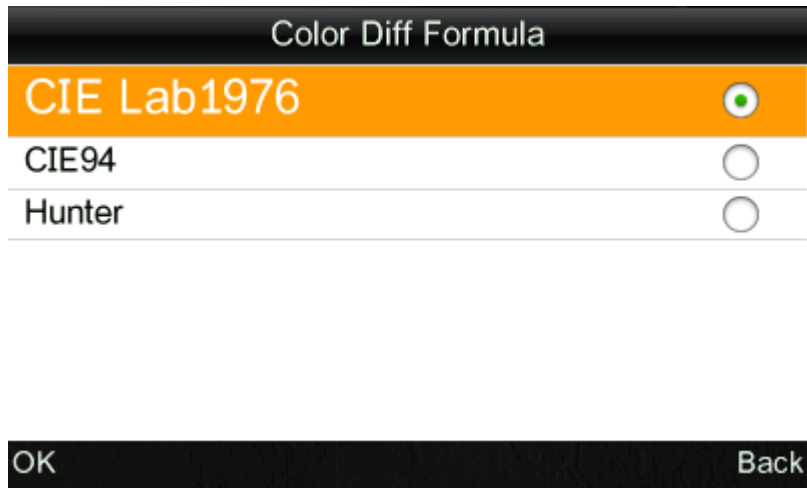 Color Diff Formula
CIE Lab1976
CIE94
Hunter
OK Back